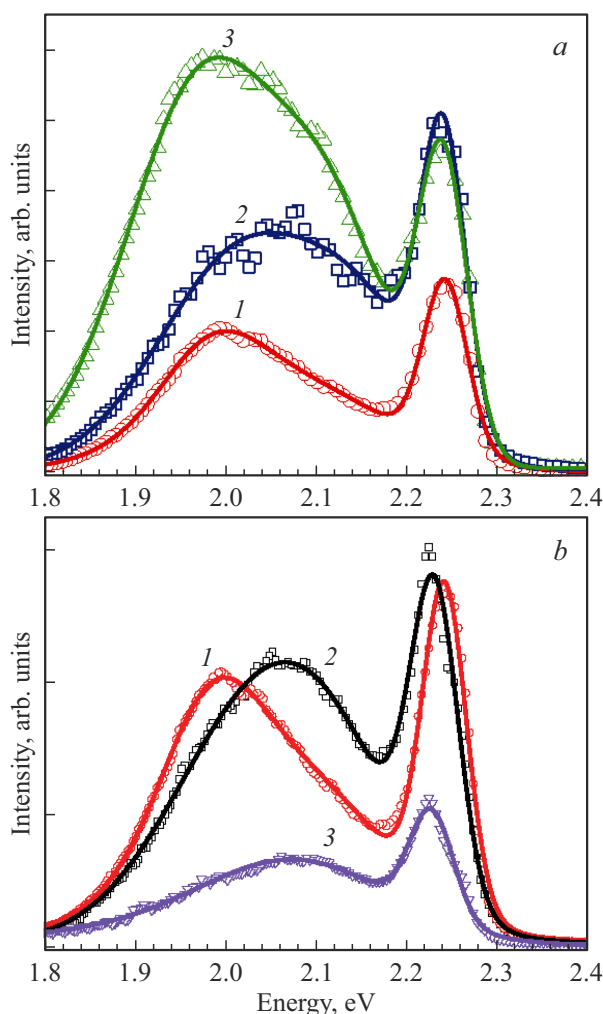 3
a
2
1
Intensity, arb. units
1.8 1.9 2.0 2.1 2.2 2.3 2.4
b
1
2
3
Intensity, arb. units
1.8 1.9 2.0 2.1 2.2 2.3 2.4
Energy, eV